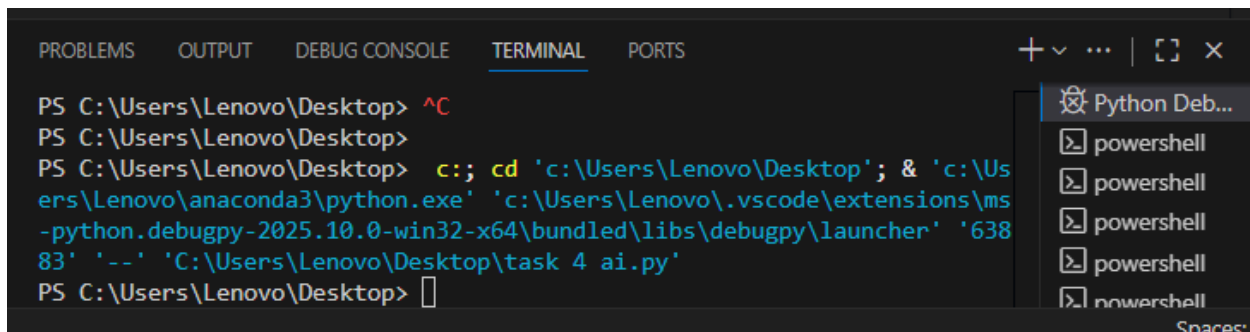 PROBLEMS OUTPUT DEBUG CONSOLE TERMINAL PORTS
PS C:\Users\Lenovo\Desktop> ^C
PS C:\Users\Lenovo\Desktop>
PS C:\Users\Lenovo\Desktop>  c:; cd 'c:\Users\Lenovo\Desktop'; & 'c:\Us
ers\Lenovo\anaconda3\python.exe' 'c:\Users\Lenovo\.vscode\extensions\ms
-python.debugpy-2025.10.0-win32-x64\bundled\libs\debugpy\launcher' '638
83' '--' 'C:\Users\Lenovo\Desktop\task 4 ai.py'
PS C:\Users\Lenovo\Desktop>
Python Deb...
powershell
powershell
powershell
powershell
powershell
Spaces: